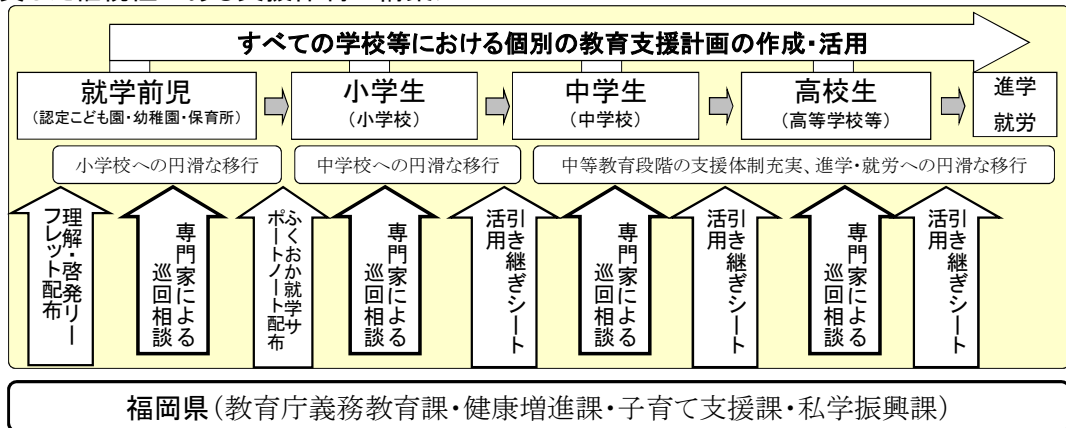 すべての学校等における個別の教育支援計画の作成・活用
就学前児
(認定こども園・幼稚園・保育所)
小学生
(小学校)
中学生
(中学校)
高校生
(高等学校等)
進学
就労
小学校への円滑な移行
中学校への円滑な移行
中等教育段階の支援体制充実、進学・就労への円滑な移行
理解・啓発リー
フレット配布
専門家による
巡回相談
ふくおか就学サ
ポートノート配布
専門家による
巡回相談
引き継ぎシート
活用
専門家による
巡回相談
引き継ぎシート
活用
専門家による
巡回相談
引き継ぎシート
活用
福岡県(教育庁義務教育課・健康増進課・子育て支援課・私学振興課)